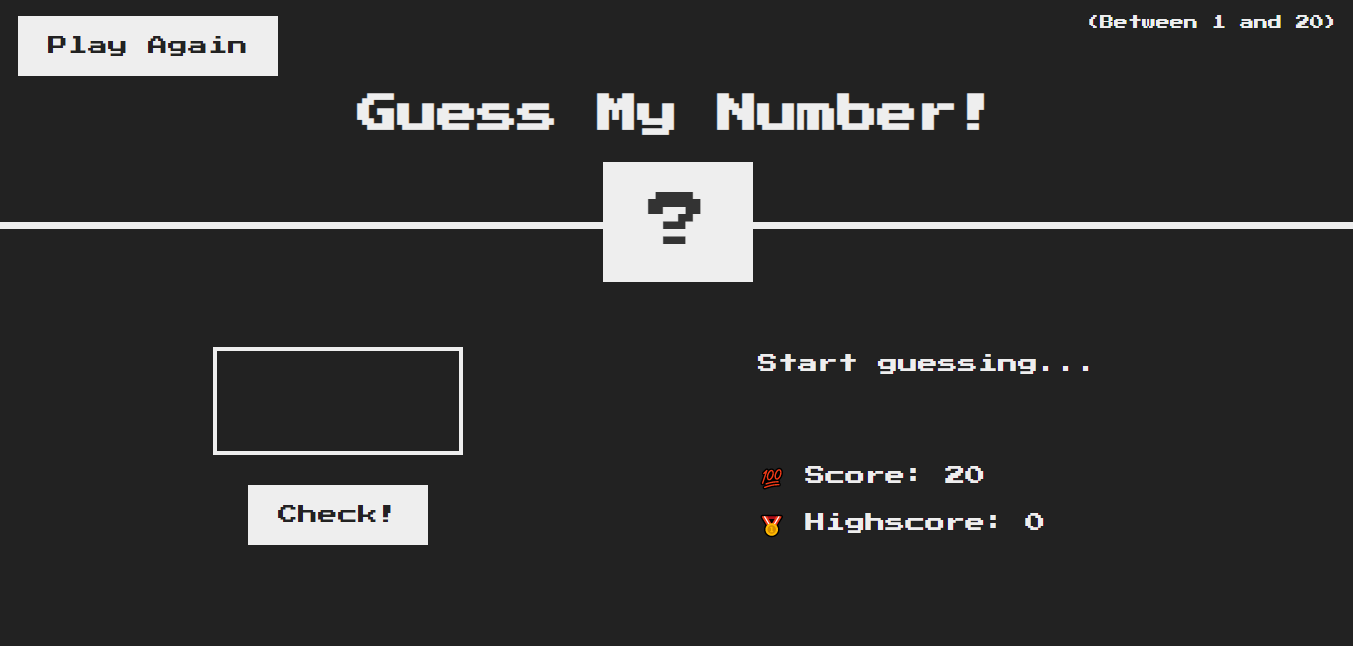 Play Again
(Between 1 and 20)
Guess My Number!
?
Start guessing...
Check!
💯 Score: 20
🥇 Highscore: 0